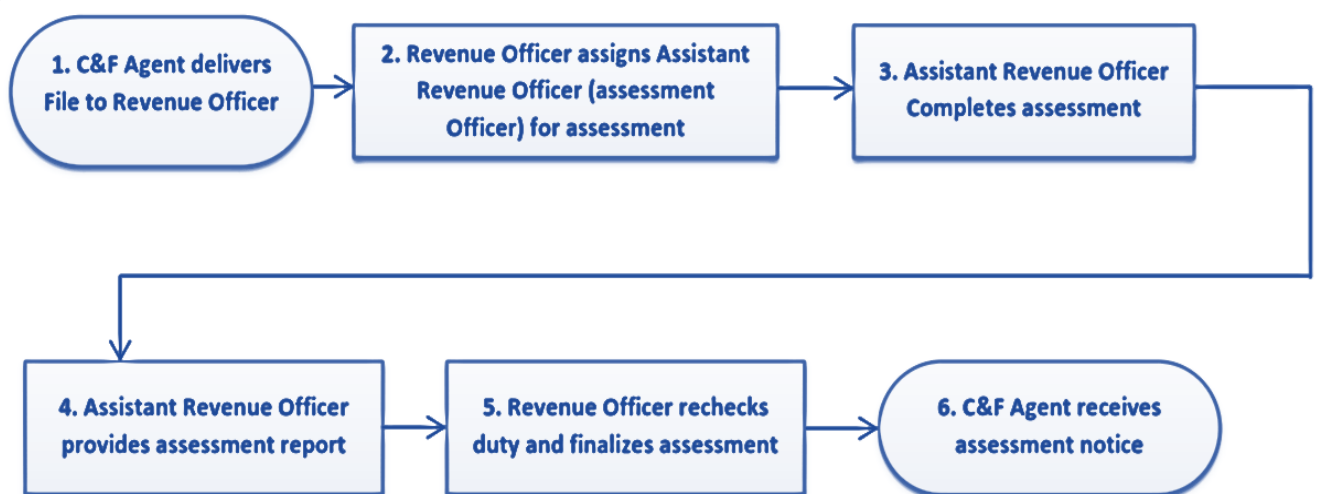 1. C&F Agent delivers
File to Revenue Officer
2. Revenue Officer assigns Assistant
Revenue Officer (assessment
Officer) for assessment
3. Assistant Revenue Officer
Completes assessment
4. Assistant Revenue Officer
provides assessment report
5. Revenue Officer rechecks
duty and finalizes assessment
6. C&F Agent receives
assessment notice